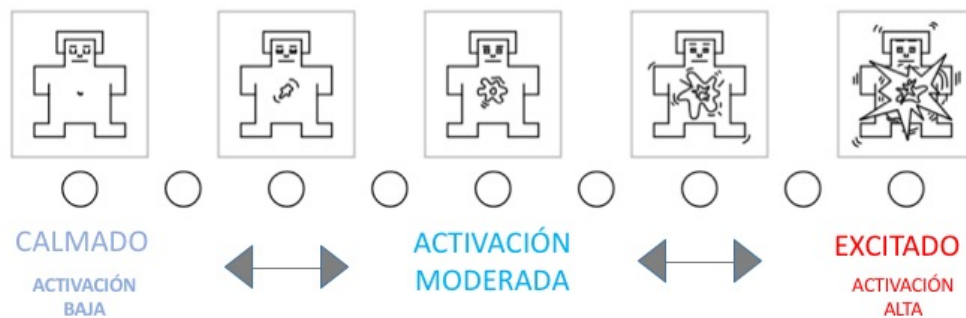 CALMADO
ACTIVACIÓN
BAJA
ACTIVACIÓN
MODERADA
EXCITADO
ACTIVACIÓN
ALTA